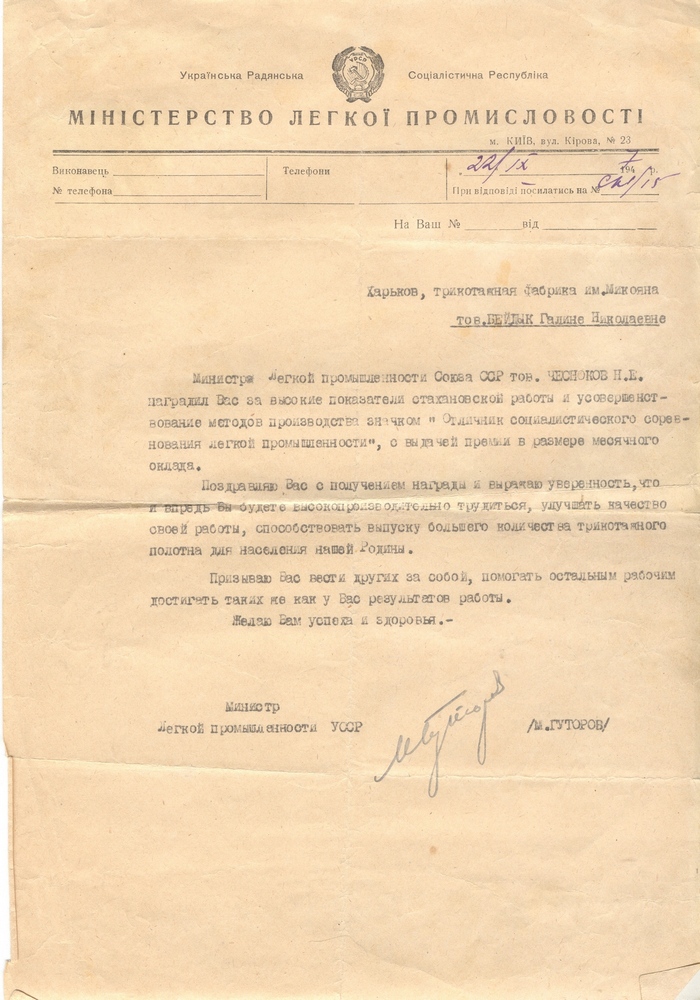 Українська Радянська Соціалістична Республіка
МІНІСТЕРСТВО ЛЕГКОЇ ПРОМИСЛОВОСТІ
м. КИЇВ, вул. Кірова, № 23
Виконавець Телефони 22/IX 1947 р.
№ телефона При відповіді посилатись на №
На Ваш № від
Харьков, трикотажная фабрика им.Микояна
тов.БЕЙДЫК Галине Николаевне
Министр Легкой промышленности Союза ССР тов. ЧЕСНОКОВ Н.Е.
наградил Вас за высокие показатели стахановской работы и усовершенст-
вование методов производства значком "Отличник социалистического сорев-
нования легкой промышленности", с выдачей премии в размере месячного
оклада.
Поздравляю Вас с получением награды и выражаю уверенность,что
и впредь Вы будете высокопроизводительно трудиться, улучшать качество
своей работы, способствовать выпуску большего количества трикотажного
полотна для населения нашей Родины.
Призываю Вас вести других за собой, помогать остальным рабочим
достигать таких же как у Вас результатов работы.
Желаю Вам успеха и здоровья.-
Министр
Легкой промышленности УССР /М.ГУТОРОВ/